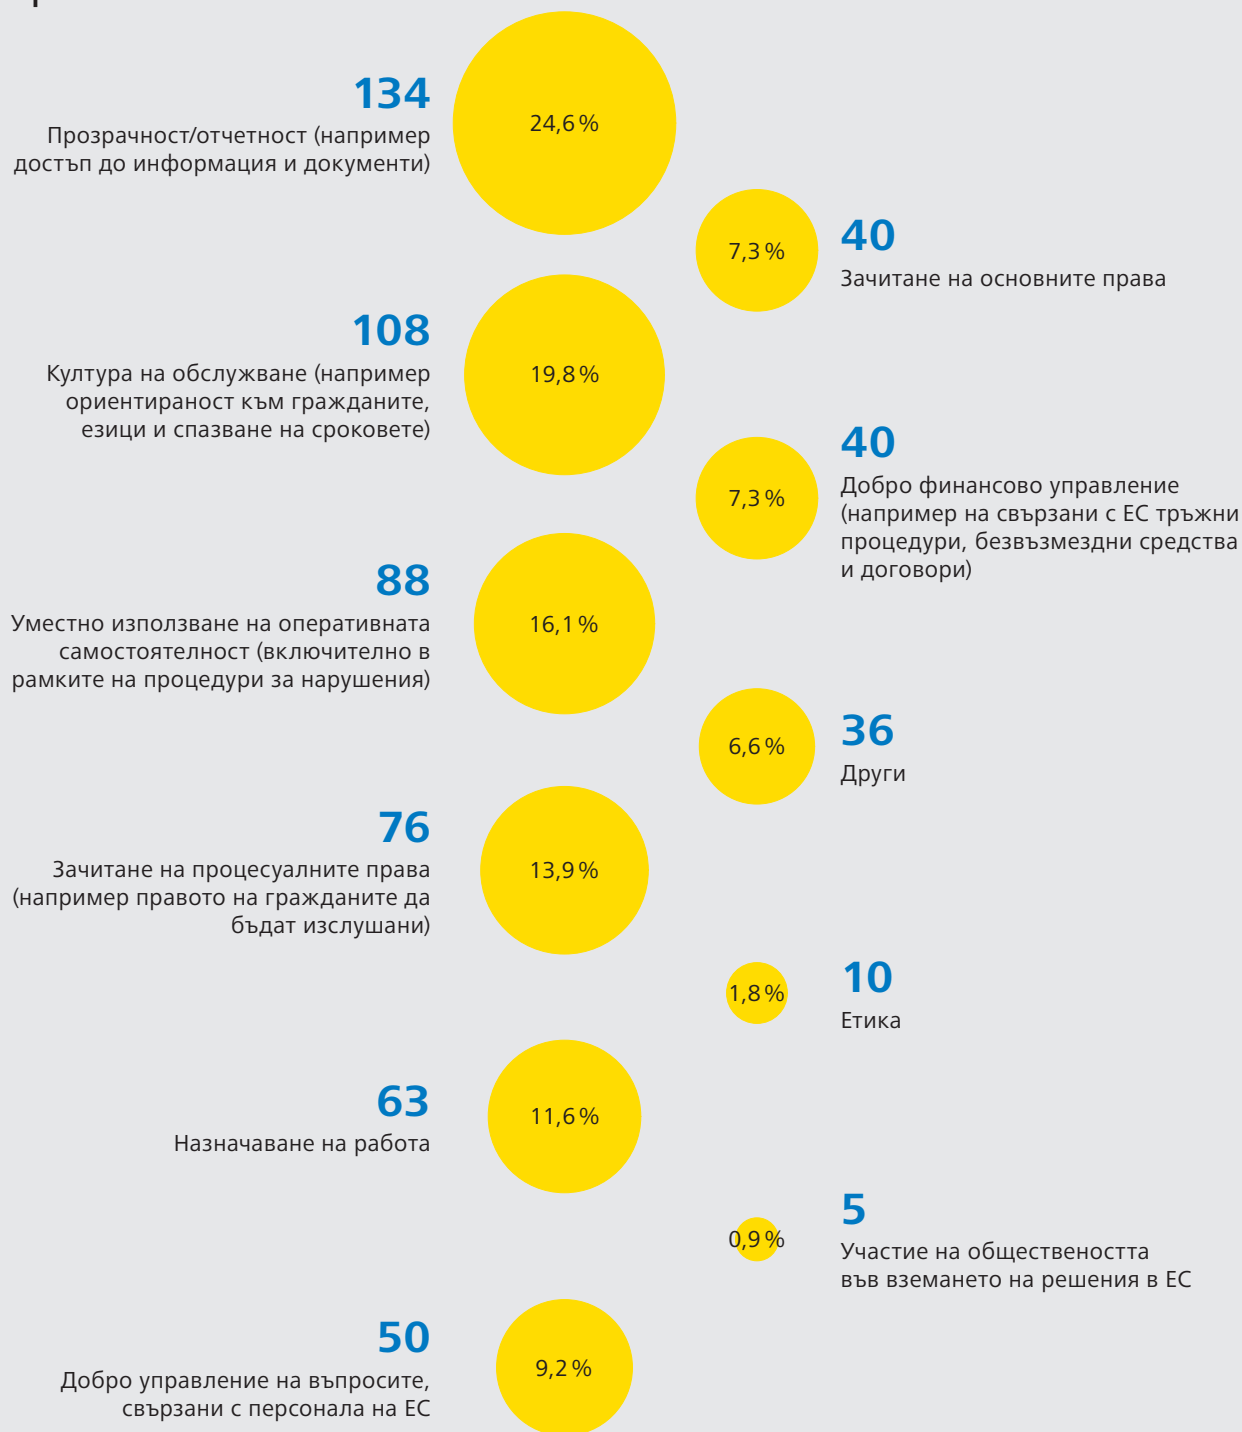 134
Прозрачност/отчетност (например
достъп до информация и документи)
24,6 %
7,3 %
40
Зачитане на основните права
108
Култура на обслужване (например
ориентираност към гражданите,
езици и спазване на сроковете)
19,8 %
7,3 %
40
Добро финансово управление
(например на свързани с ЕС тръжни
процедури, безвъзмездни средства
и договори)
88
Уместно използване на оперативната
самостоятелност (включително в
рамките на процедури за нарушения)
16,1 %
6,6 %
36
Други
76
Зачитане на процесуалните права
(например правото на гражданите да
бъдат изслушани)
13,9 %
1,8 %
10
Етика
63
Назначаване на работа
11,6 %
0,9 %
5
Участие на обществеността
във вземането на решения в ЕС
50
Добро управление на въпросите,
свързани с персонала на ЕС
9,2 %